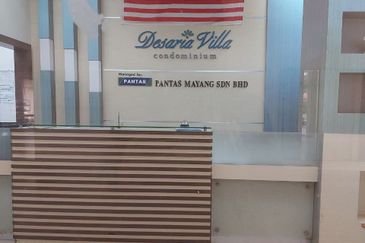 Desaria Villa
condominium
Managed by:
PANTAS PANTAS MAYANG SDN BHD